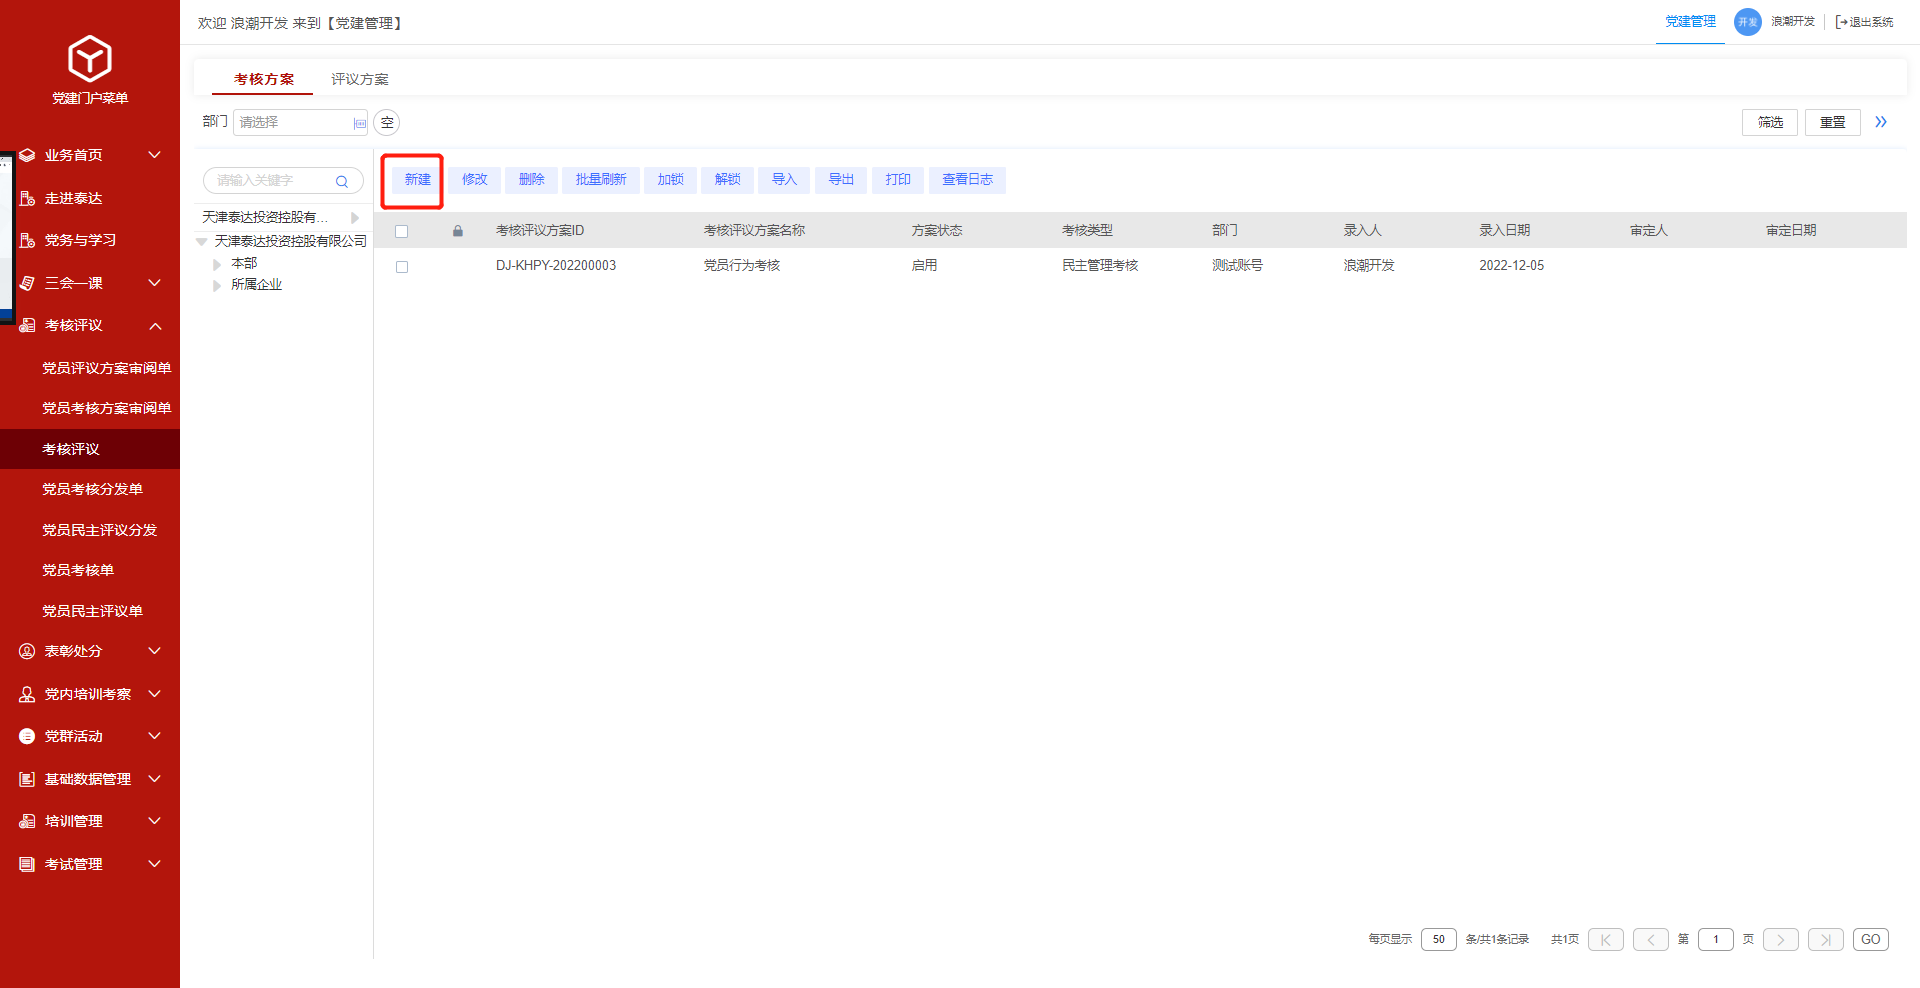 欢迎 浪潮开发 来到【党建管理】
党建管理
开发
浪潮开发
退出系统
党建门户菜单
业务首页
走进泰达
党务与学习
三会一课
考核评议
党员评议方案审阅单
党员考核方案审阅单
考核评议
党员考核分发单
党员民主评议分发
党员考核单
党员民主评议单
表彰处分
党内培训考察
党群活动
基础数据管理
培训管理
考试管理
考核方案 评议方案
部门 请选择 空 筛选 重置
请输入关键字
天津泰达投资控股有...
天津泰达投资控股有限公司
本部
所属企业
新建 修改 删除 批量刷新 加锁 解锁 导入 导出 打印 查看日志
考核评议方案ID 考核评议方案名称 方案状态 考核类型 部门 录入人 录入日期 审定人 审定日期
DJ-KHPY-202200003 党员行为考核 启用 民主管理考核 测试账号 浪潮开发 2022-12-05
每页显示 50 条/共1条记录 共1页 第 1 页 GO